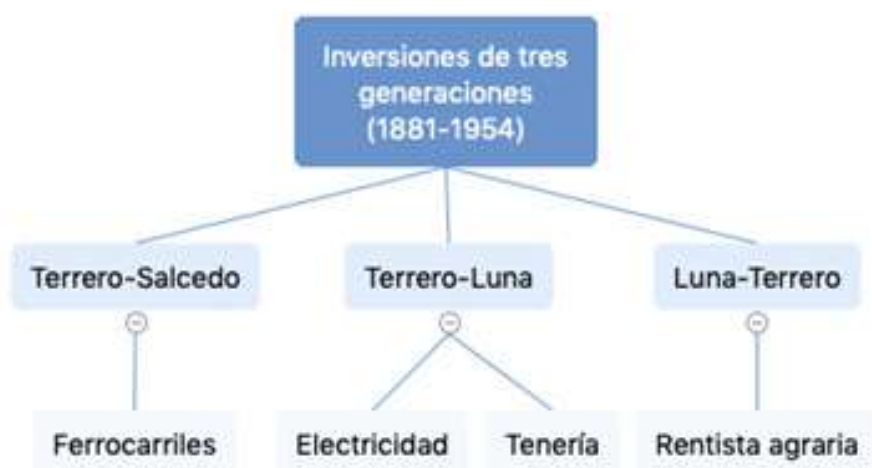 Inversiones de tres
generaciones
(1881-1954)
Terrero-Salcedo
Terrero-Luna
Luna-Terrero
Ferrocarriles
Electricidad
Tenería
Rentista agraria